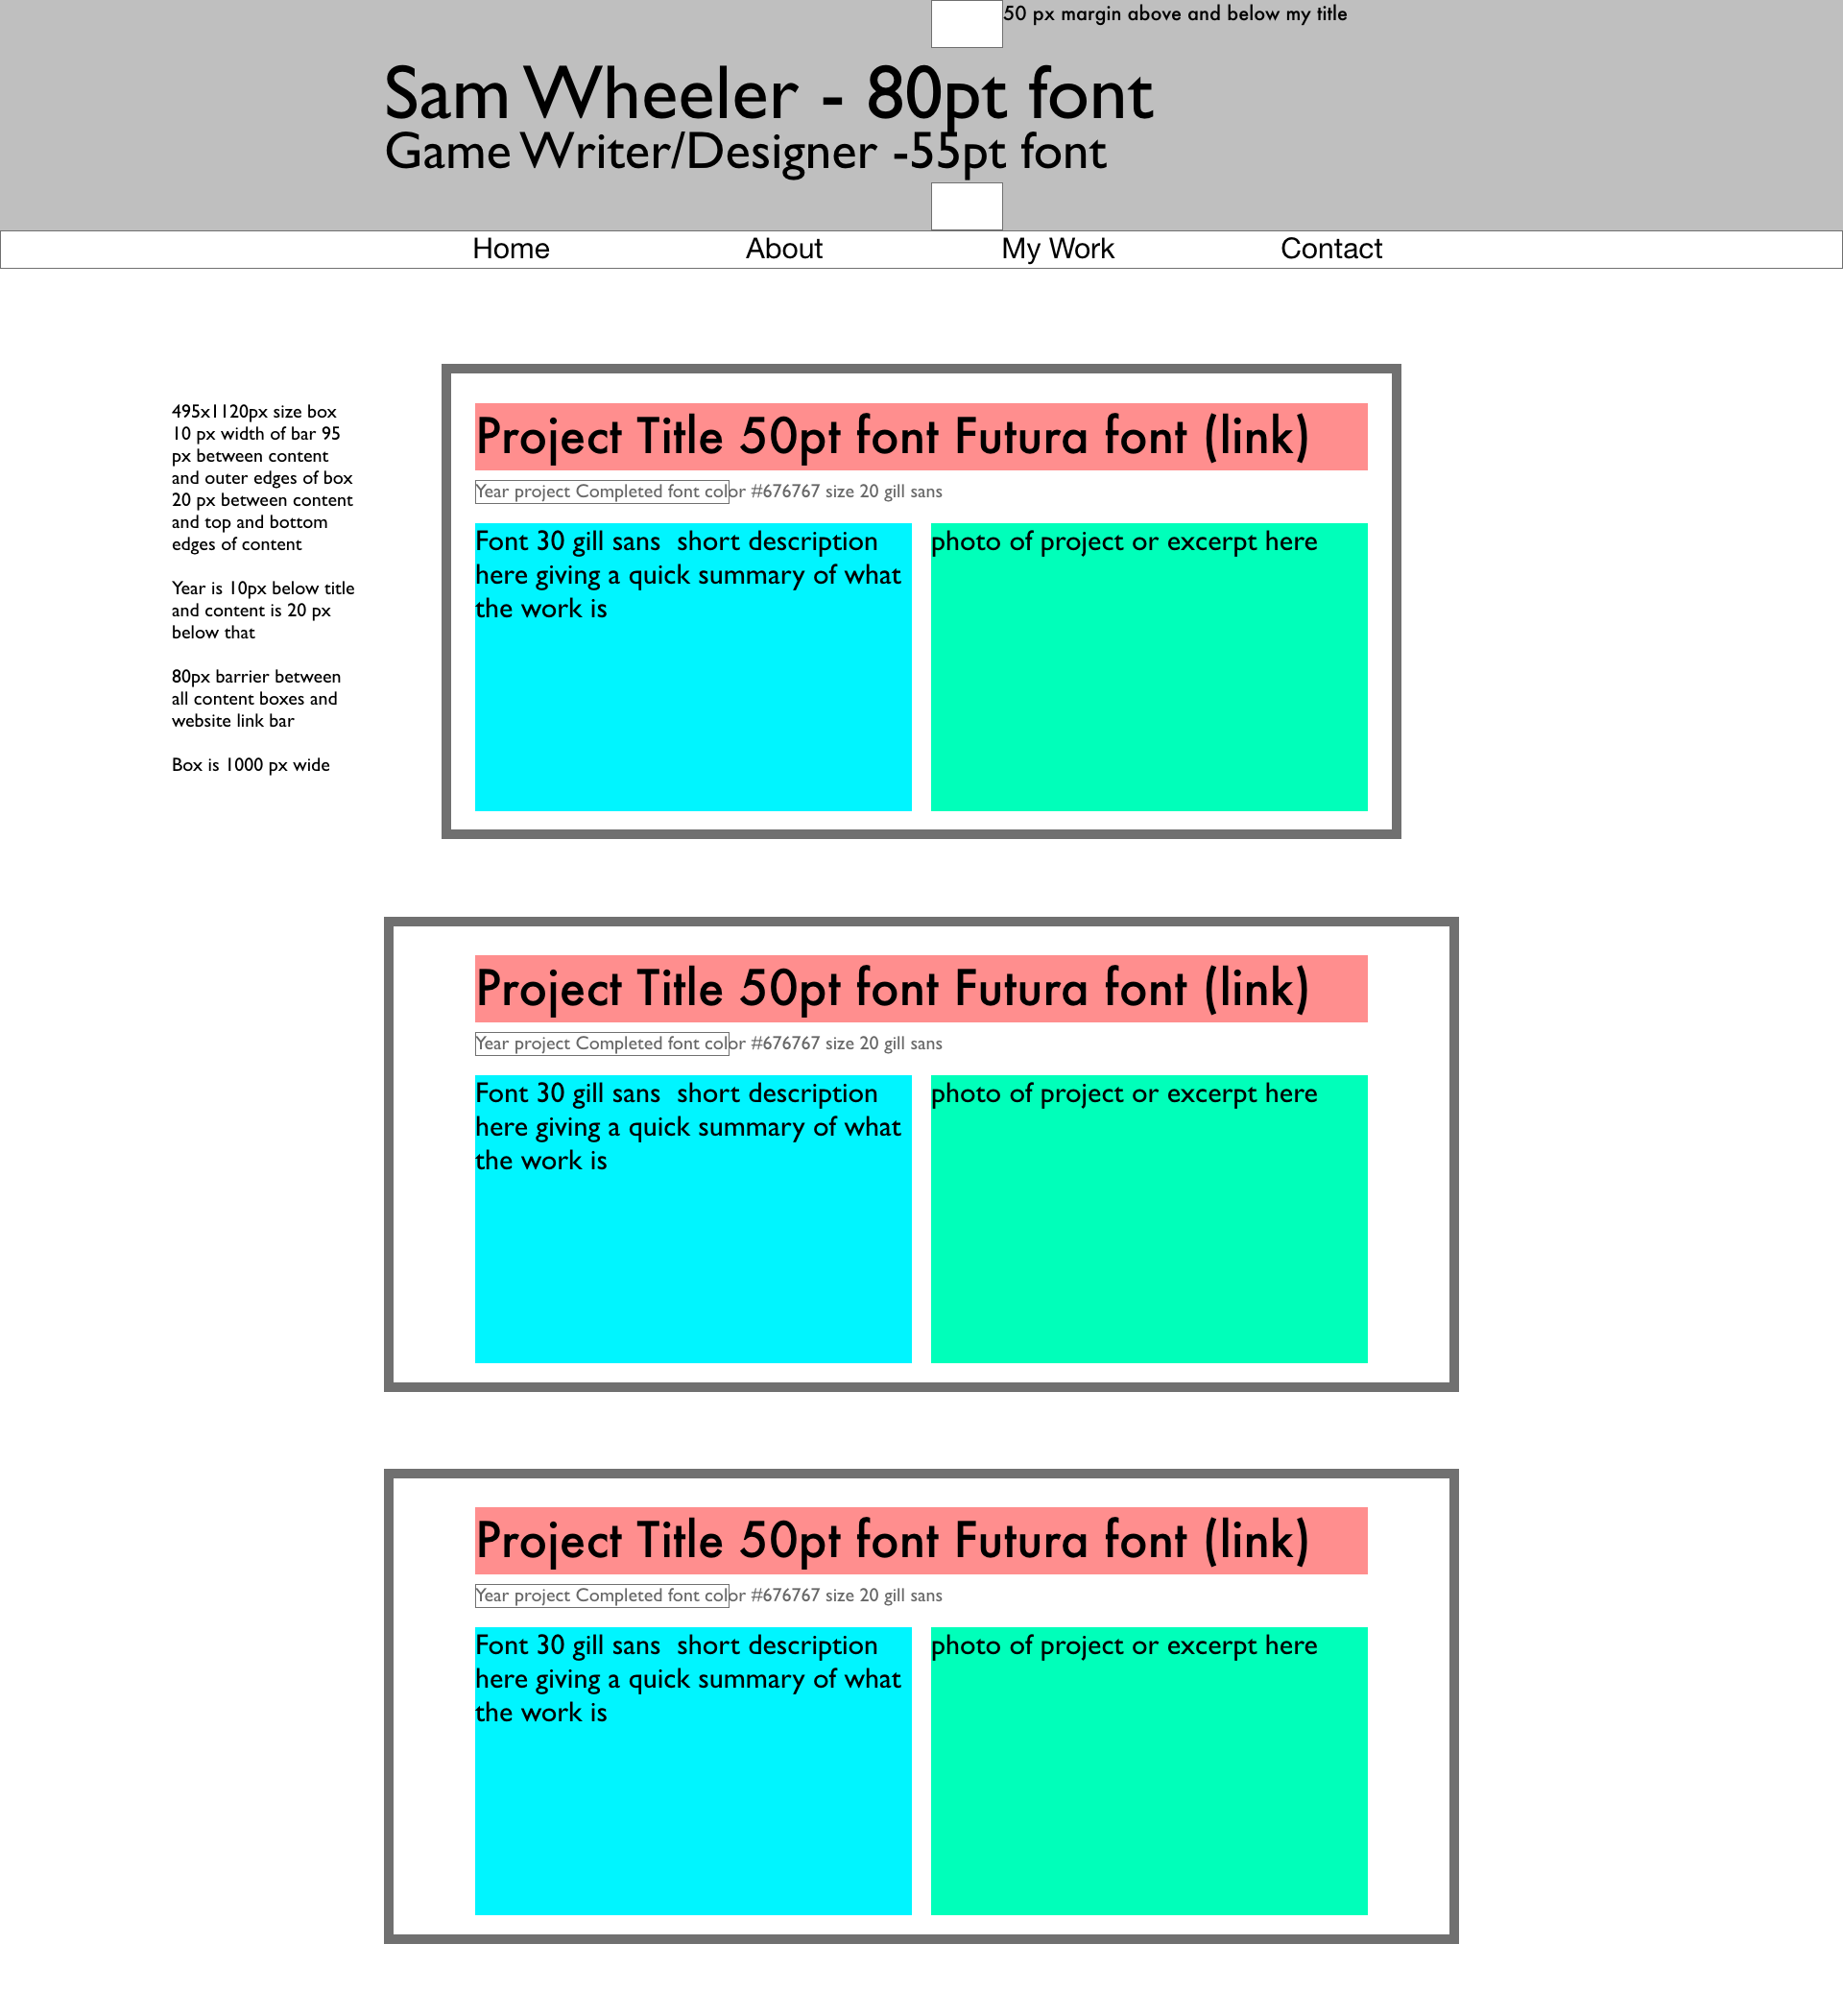 50 px margin above and below my title
Sam Wheeler - 80pt font
Game Writer/Designer -55pt font
Home About My Work Contact
495x1120px size box
10 px width of bar 95
px between content
and outer edges of box
20 px between content
and top and bottom
edges of content
Year is 10px below title
and content is 20 px
below that
80px barrier between
all content boxes and
website link bar
Box is 1000 px wide
Project Title 50pt font Futura font (link)
Year project Completed font color #676767 size 20 gill sans
Font 30 gill sans  short description
here giving a quick summary of what
the work is
photo of project or excerpt here
Project Title 50pt font Futura font (link)
Year project Completed font color #676767 size 20 gill sans
Font 30 gill sans  short description
here giving a quick summary of what
the work is
photo of project or excerpt here
Project Title 50pt font Futura font (link)
Year project Completed font color #676767 size 20 gill sans
Font 30 gill sans  short description
here giving a quick summary of what
the work is
photo of project or excerpt here